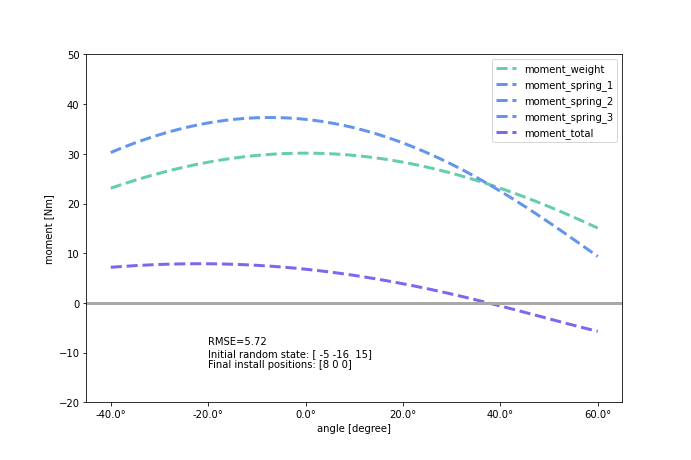 50
40
30
20
10
0
−10
−20
moment [Nm]
moment_weight
moment_spring_1
moment_spring_2
moment_spring_3
moment_total
RMSE=5.72
Initial random state: [ -5 -16  15]
Final install positions: [8 0 0]
-40.0° -20.0° 0.0° 20.0° 40.0° 60.0°
angle [degree]